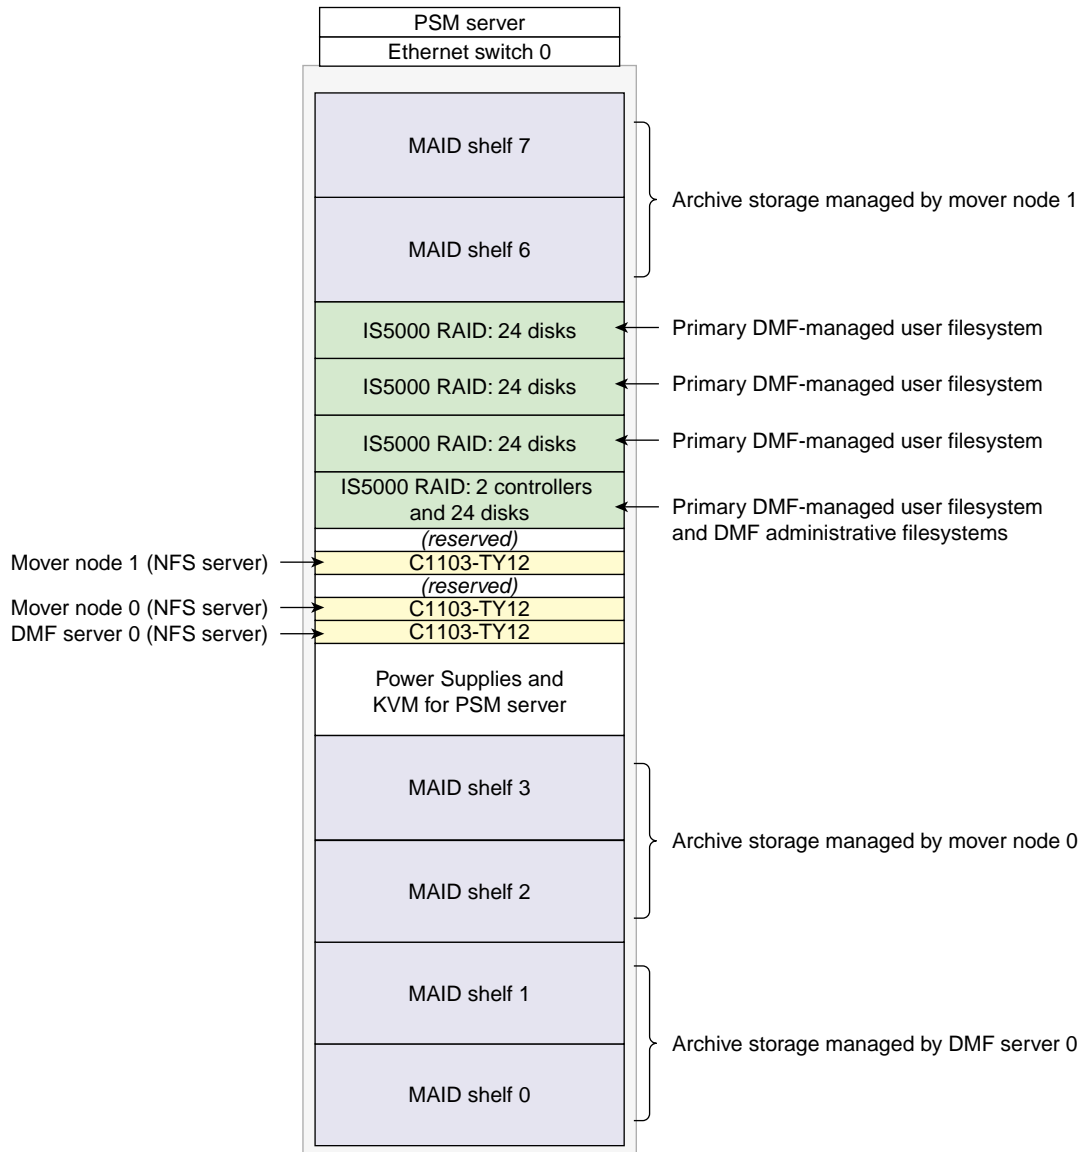 PSM server
Ethernet switch 0
MAID shelf 7
Archive storage managed by mover node 1
MAID shelf 6
IS5000 RAID: 24 disks
Primary DMF-managed user filesystem
IS5000 RAID: 24 disks
Primary DMF-managed user filesystem
IS5000 RAID: 24 disks
Primary DMF-managed user filesystem
IS5000 RAID: 2 controllers
and 24 disks
Primary DMF-managed user filesystem
and DMF administrative filesystems
(reserved)
Mover node 1 (NFS server)
C1103-TY12
(reserved)
Mover node 0 (NFS server)
C1103-TY12
DMF server 0 (NFS server)
C1103-TY12
Power Supplies and
KVM for PSM server
MAID shelf 3
Archive storage managed by mover node 0
MAID shelf 2
MAID shelf 1
Archive storage managed by DMF server 0
MAID shelf 0